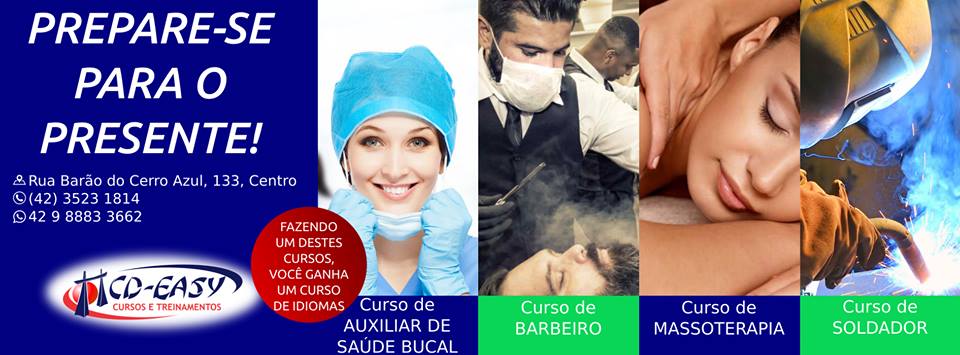 PREPARE-SE
PARA O
PRESENTE!
Rua Barão do Cerro Azul, 133, Centro
(42) 3523 1814
42 9 8883 3662
CD-EASY
CURSOS E TREINAMENTOS
FAZENDO
UM DESTES
CURSOS,
VOCÊ GANHA
UM CURSO
DE IDIOMAS
Curso de
AUXILIAR DE
SAÚDE BUCAL
Curso de
BARBEIRO
Curso de
MASSOTERAPIA
Curso de
SOLDADOR